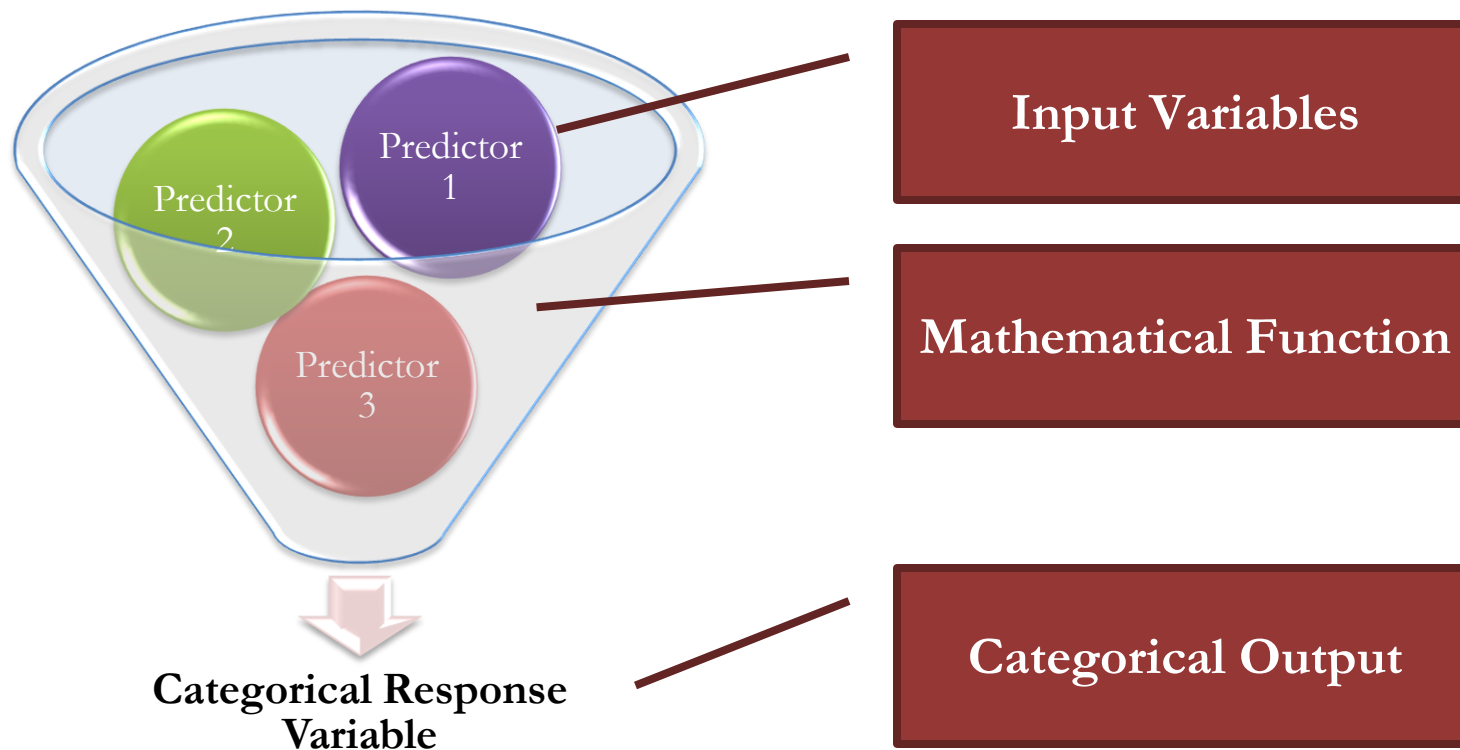 Predictor
1
Predictor
2
Predictor
3
Categorical Response
Variable
Input Variables
Mathematical Function
Categorical Output